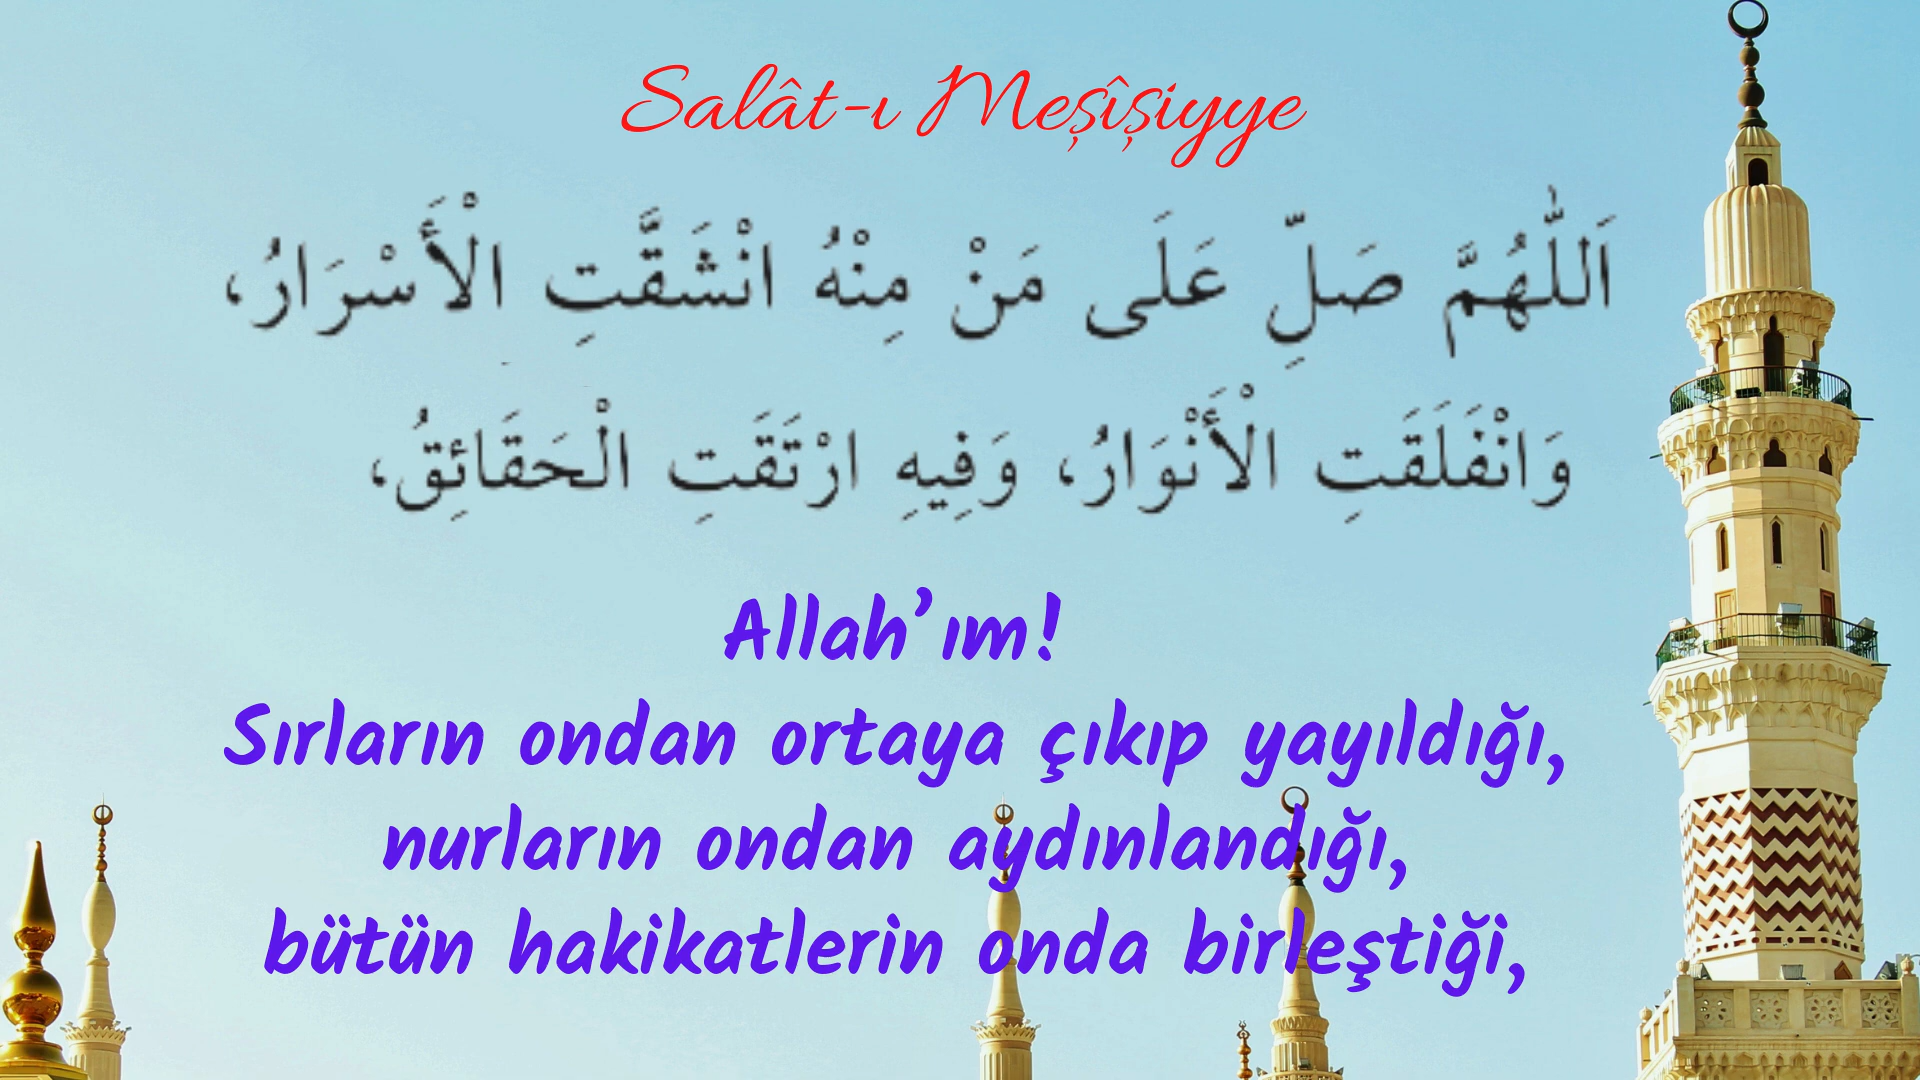 Salât-ı Meşîşiyye
اَللّٰهُمَّ صَلِّ عَلَى مَنْ مِنْهُ انْشَقَّتِ الْأَسْرَارُ،
وَانْفَلَقَتِ الْأَنْوَارُ، وَفِيهِ ارْتَقَتِ الْحَقَائِقُ،
Allah’ım!
Sırların ondan ortaya çıkıp yayıldığı,
nurların ondan aydınlandığı,
bütün hakikatlerin onda birleştiği,